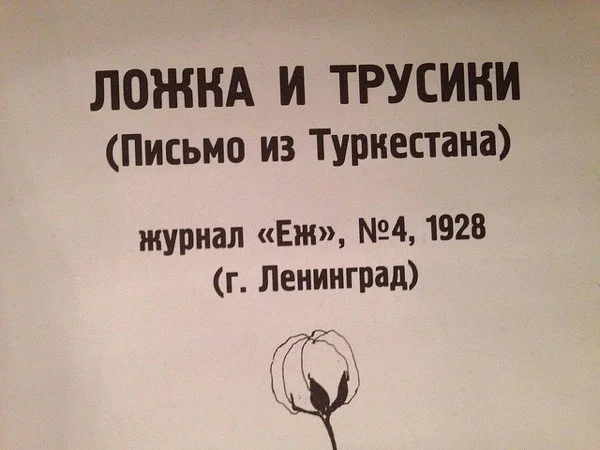 ЛОЖКА И ТРУСИКИ
(Письмо из Туркестана)
журнал «Еж», №4, 1928
(г. Ленинград)